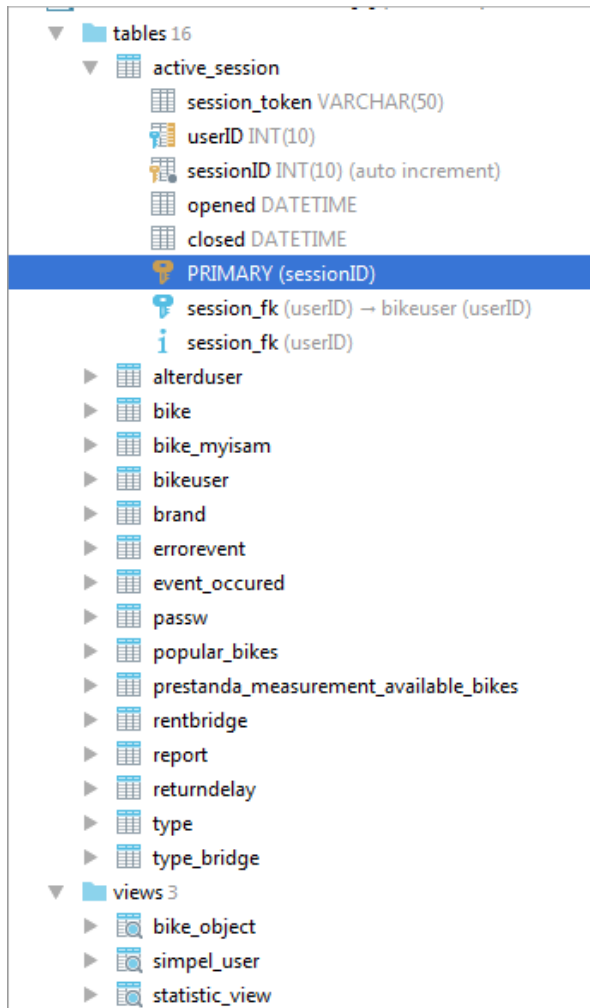 tables 16
active_session
session_token VARCHAR(50)
userID INT(10)
sessionID INT(10) (auto increment)
opened DATETIME
closed DATETIME
PRIMARY (sessionID)
session_fk (userID) → bikeuser (userID)
session_fk (userID)
alterduser
bike
bike_myisam
bikeuser
brand
errorevent
event_occured
passw
popular_bikes
prestanda_measurement_available_bikes
rentbridge
report
returndelay
type
type_bridge
views 3
bike_object
simpel_user
statistic_view